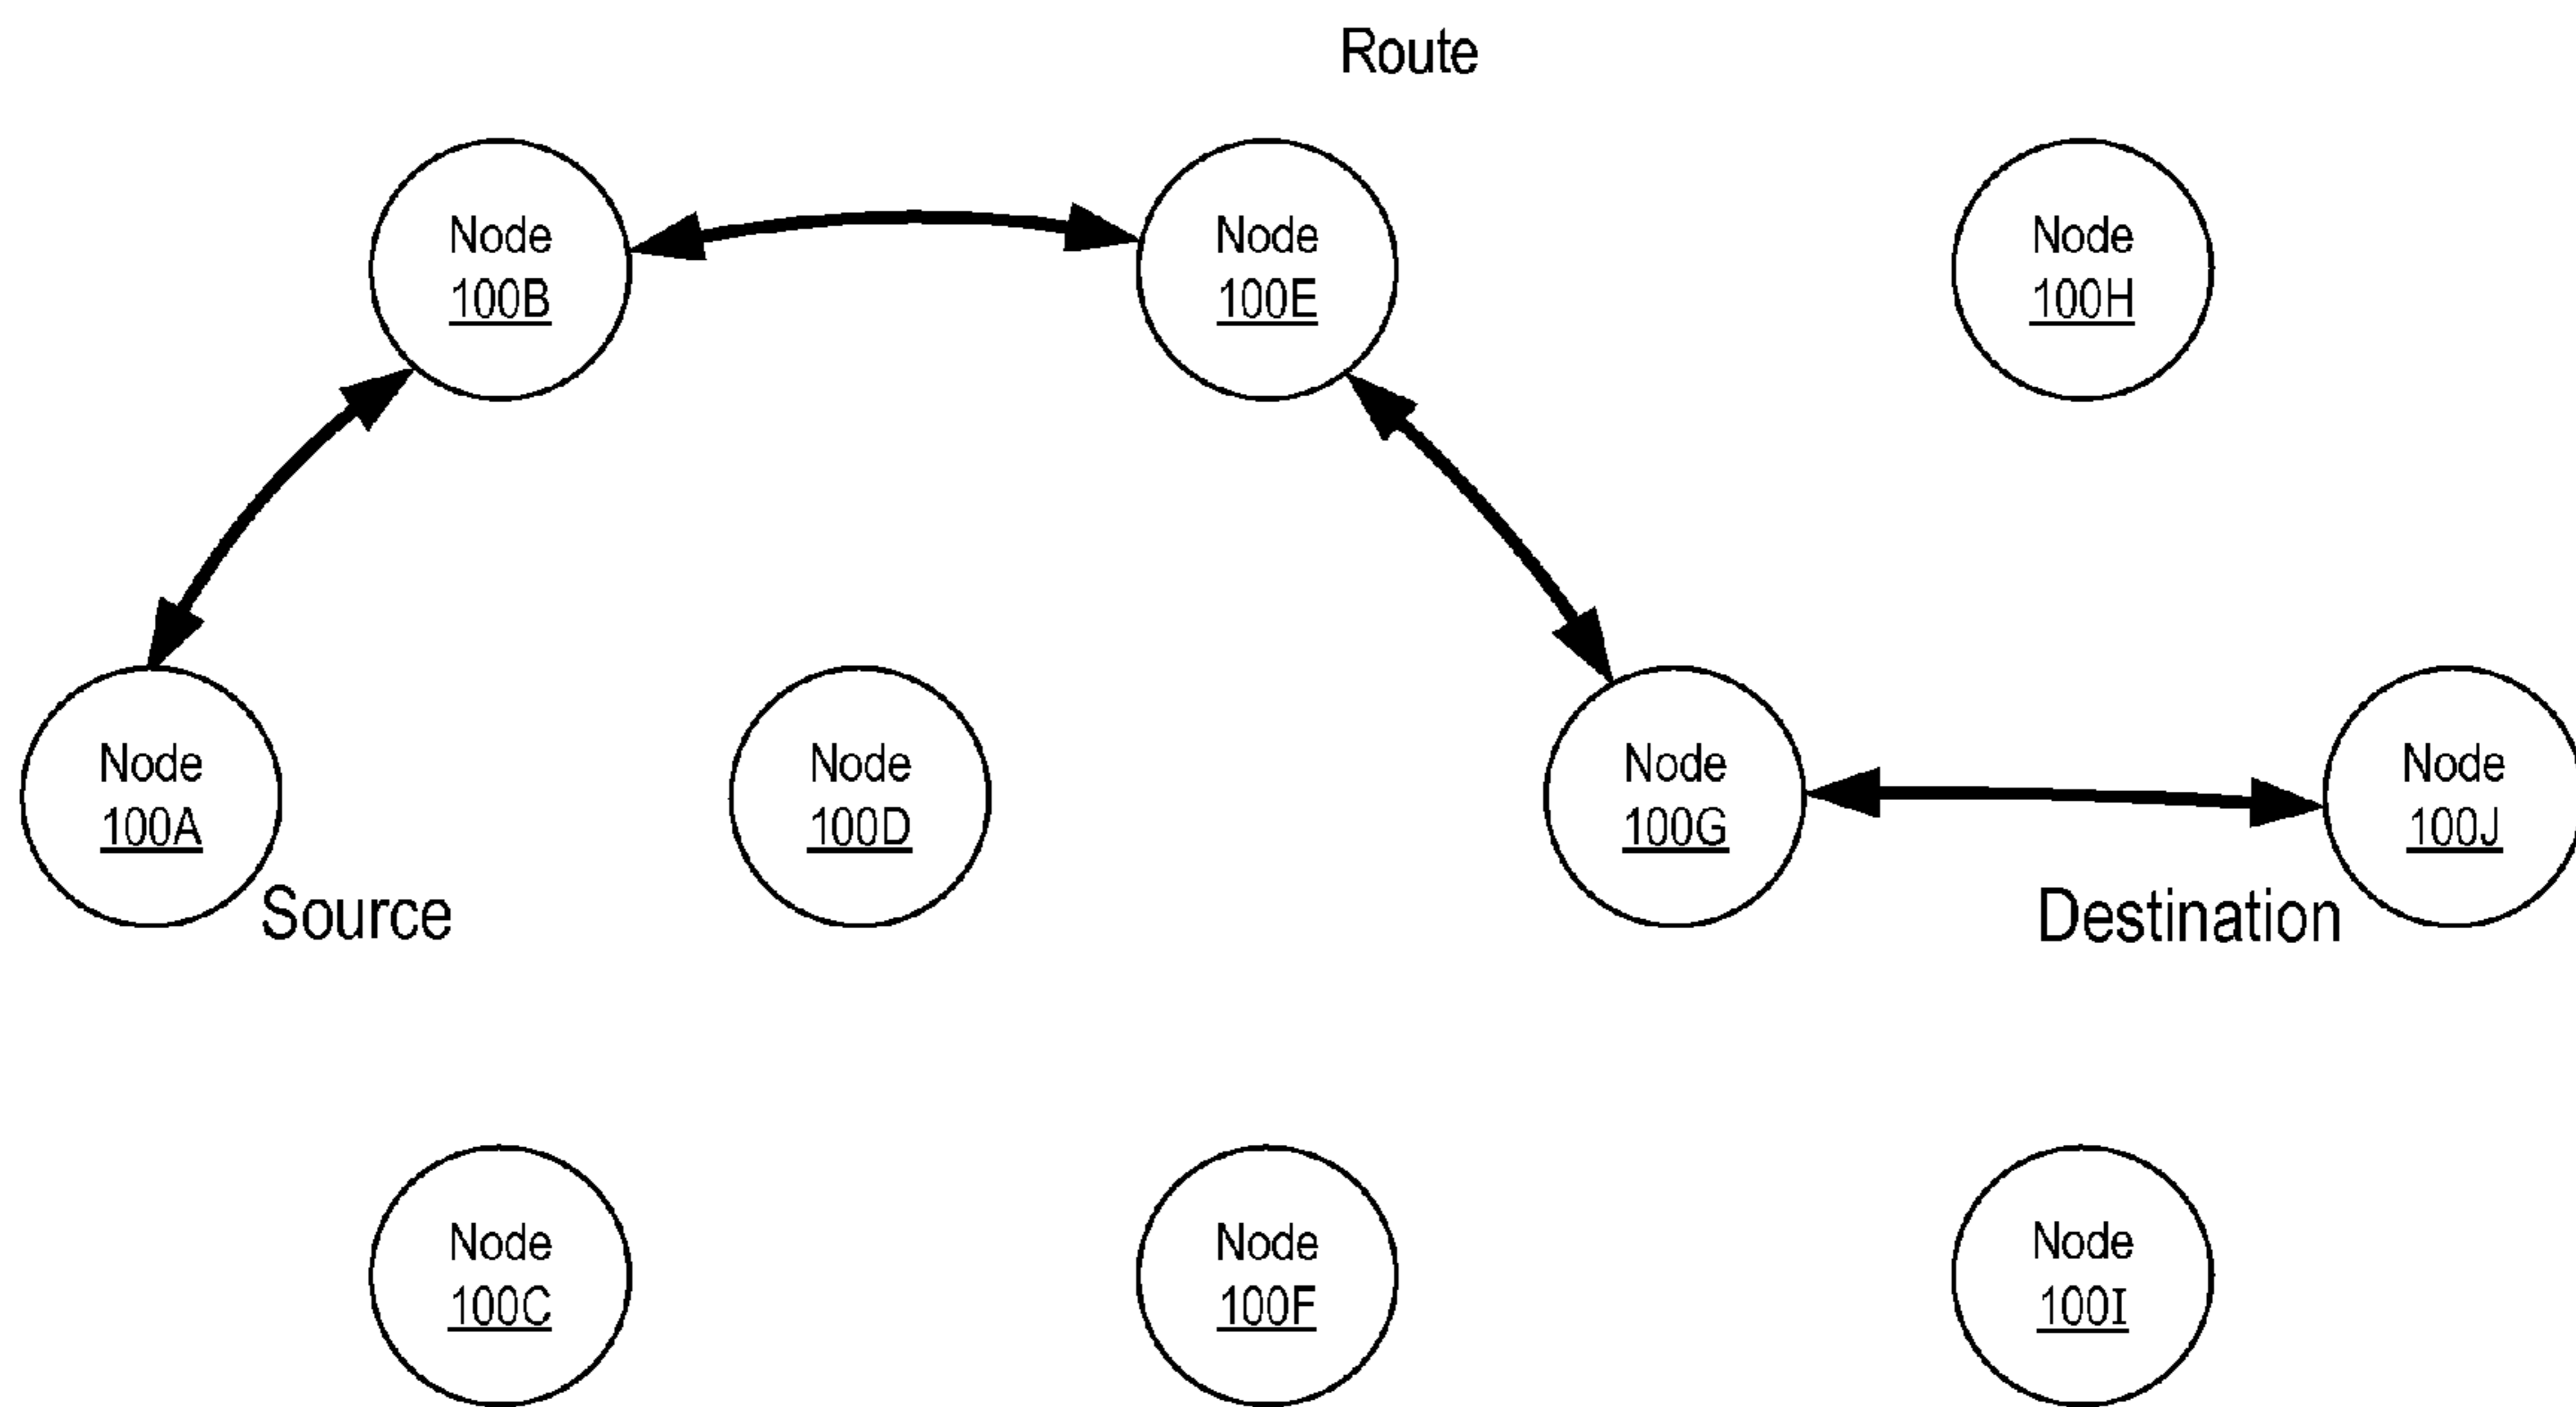 Route
Node
100B
Node
100E
Node
100H
Node
100A
Node
100D
Node
100G
Node
100J
Source
Destination
Node
100C
Node
100F
Node
100I